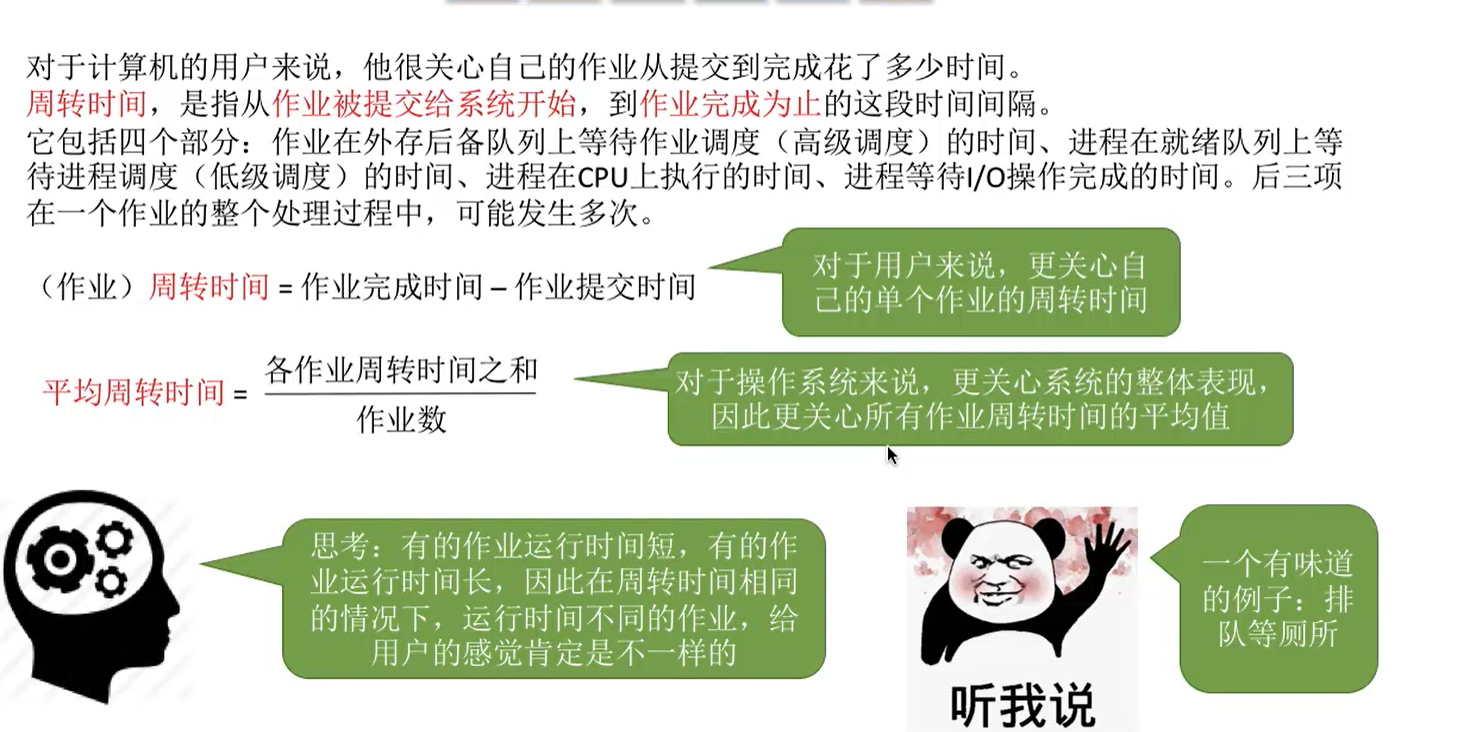 对于计算机的用户来说，他很关心自己的作业从提交到完成花了多少时间。
周转时间，是指从作业被提交给系统开始，到作业完成为止的这段时间间隔。
它包括四个部分：作业在外存后备队列上等待作业调度（高级调度）的时间、进程在就绪队列上等
待进程调度（低级调度）的时间、进程在CPU上执行的时间、进程等待I/O操作完成的时间。后三项
在一个作业的整个处理过程中，可能发生多次。
（作业）周转时间 = 作业完成时间 – 作业提交时间
对于用户来说，更关心自
己的单个作业的周转时间
平均周转时间 =
各作业周转时间之和
作业数
对于操作系统来说，更关心系统的整体表现，
因此更关心所有作业周转时间的平均值
思考：有的作业运行时间短，有的作
业运行时间长，因此在周转时间相同
的情况下，运行时间不同的作业，给
用户的感觉肯定是不一样的
听我说
一个有味道
的例子：排
队等厕所